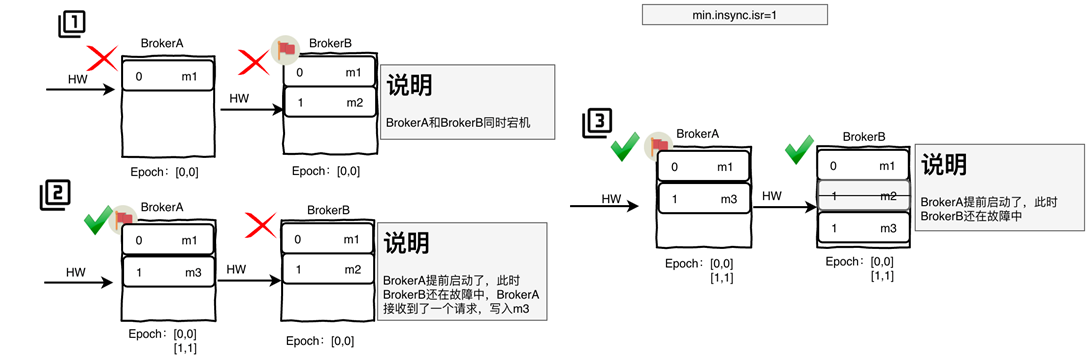 min.insync.isr=1
1
BrokerA
BrokerB
HW
0 m1
HW
0 m1
1 m2
说明
BrokerA和BrokerB同时宕机
Epoch：[0,0]
Epoch：[0,0]
2
BrokerA
BrokerB
HW
0 m1
1 m3
HW
0 m1
1 m2
说明
BrokerA提前启动了，此时
BrokerB还在故障中，BrokerA
接收到了一个请求，写入m3
Epoch：[0,0]
[1,1]
Epoch：[0,0]
3
BrokerA
BrokerB
HW
0 m1
1 m3
HW
0 m1
1 m2
1 m3
说明
BrokerA提前启动了，此时
BrokerB还在故障中
Epoch：[0,0]
[1,1]
Epoch：[0,0]
[1,1]